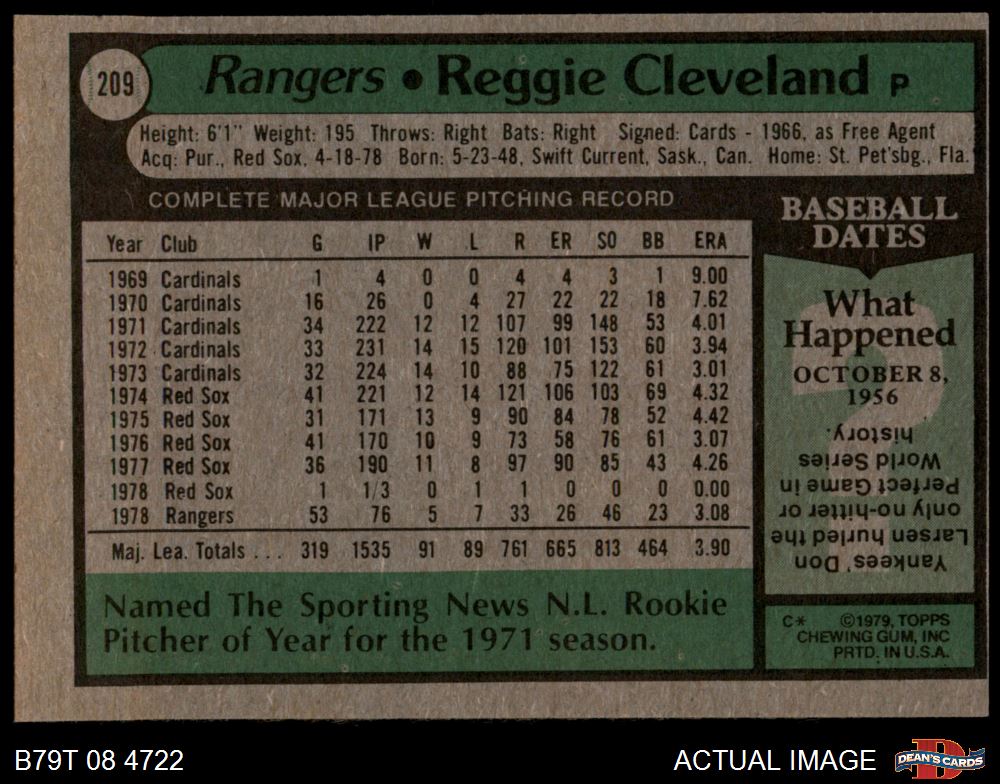 209
Rangers • Reggie Cleveland P
Height: 6'1" Weight: 195 Throws: Right Bats: Right Signed: Cards - 1966, as Free Agent
Acq: Pur., Red Sox, 4-18-78 Born: 5-23-48, Swift Current, Sask., Can. Home: St. Pet'sbg., Fla.
COMPLETE MAJOR LEAGUE PITCHING RECORD
Year Club G IP W L R ER SO BB ERA
1969 Cardinals 1 4 0 0 4 4 3 1 9.00
1970 Cardinals 16 26 0 4 27 22 22 18 7.62
1971 Cardinals 34 222 12 12 107 99 148 53 4.01
1972 Cardinals 33 231 14 15 120 101 153 60 3.94
1973 Cardinals 32 224 14 10 88 75 122 61 3.01
1974 Red Sox 41 221 12 14 121 106 103 69 4.32
1975 Red Sox 31 171 13 9 90 84 78 52 4.42
1976 Red Sox 41 170 10 9 73 58 76 61 3.07
1977 Red Sox 36 190 11 8 97 90 85 43 4.26
1978 Red Sox 1 1/3 0 1 1 0 0 0 0.00
1978 Rangers 53 76 5 7 33 26 46 23 3.08
Maj. Lea. Totals . . . 319 1535 91 89 761 665 813 464 3.90
Named The Sporting News N.L. Rookie
Pitcher of Year for the 1971 season.
BASEBALL
DATES
What
Happened
OCTOBER 8,
1956
Yankees' Don
Larsen hurled the
only no-hitter or
Perfect Game in
World Series
history.
C* ©1979, TOPPS
CHEWING GUM, INC
PRTD. IN U.S.A.
B79T 08 4722
ACTUAL IMAGE
DEAN'S CARDS